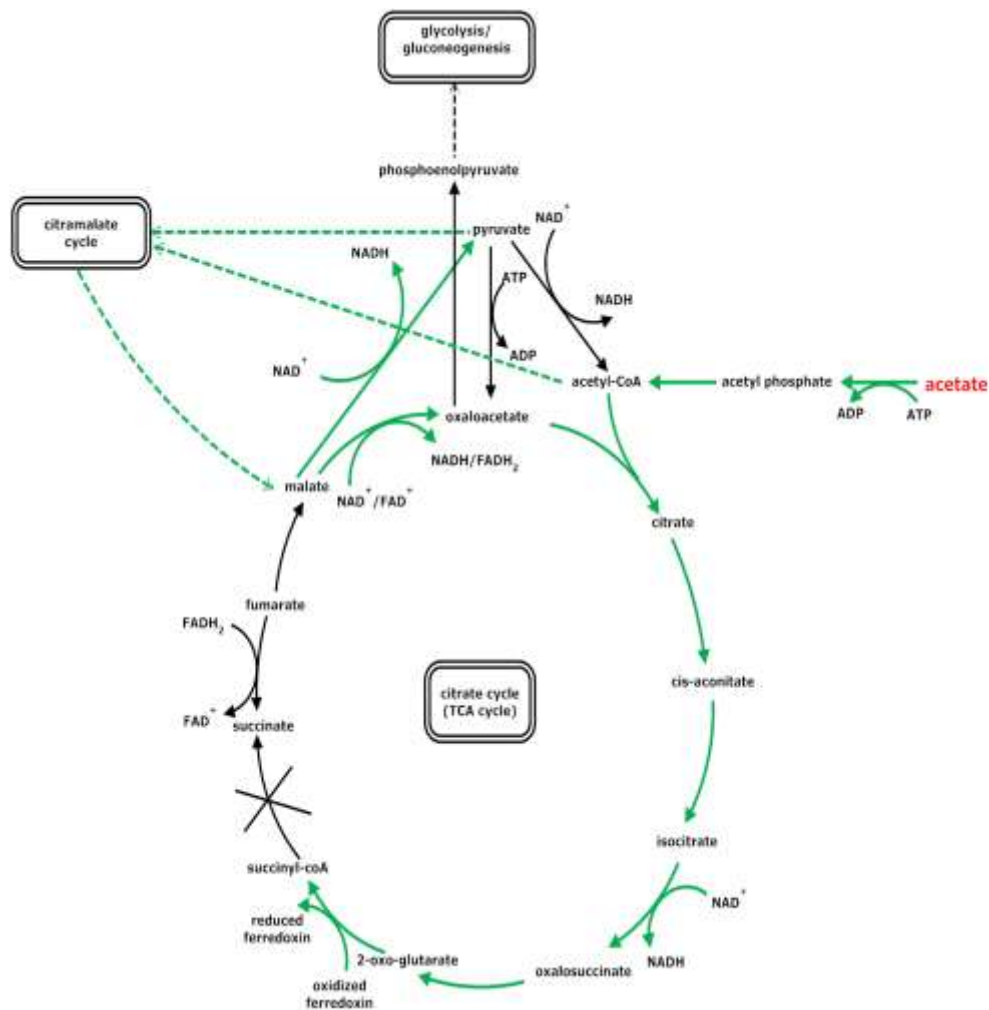 glycolysis/
gluconeogenesis
phosphoenolpyruvate
citramalate
cycle
pyruvate
NAD+
NADH
ATP
NADH
ADP
NAD+
acetyl-CoA
acetyl phosphate
acetate
ADP
ATP
oxaloacetate
NADH/FADH2
malate
NAD+/FAD+
citrate
fumarate
FADH2
cis-aconitate
citrate cycle
(TCA cycle)
FAD+
succinate
isocitrate
succinyl-coA
NAD+
reduced
ferredoxin
2-oxo-glutarate
oxalosuccinate
NADH
oxidized
ferredoxin